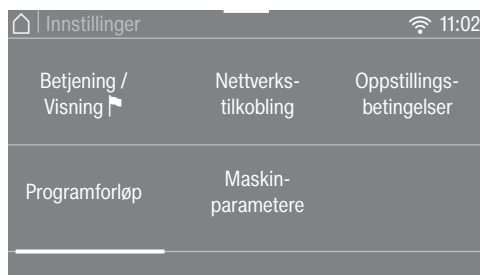 Innstillinger 11:02
Betjening /
Visning
Nettverks-
tilkobling
Oppstillings-
betingelser
Programforløp
Maskin-
parametere